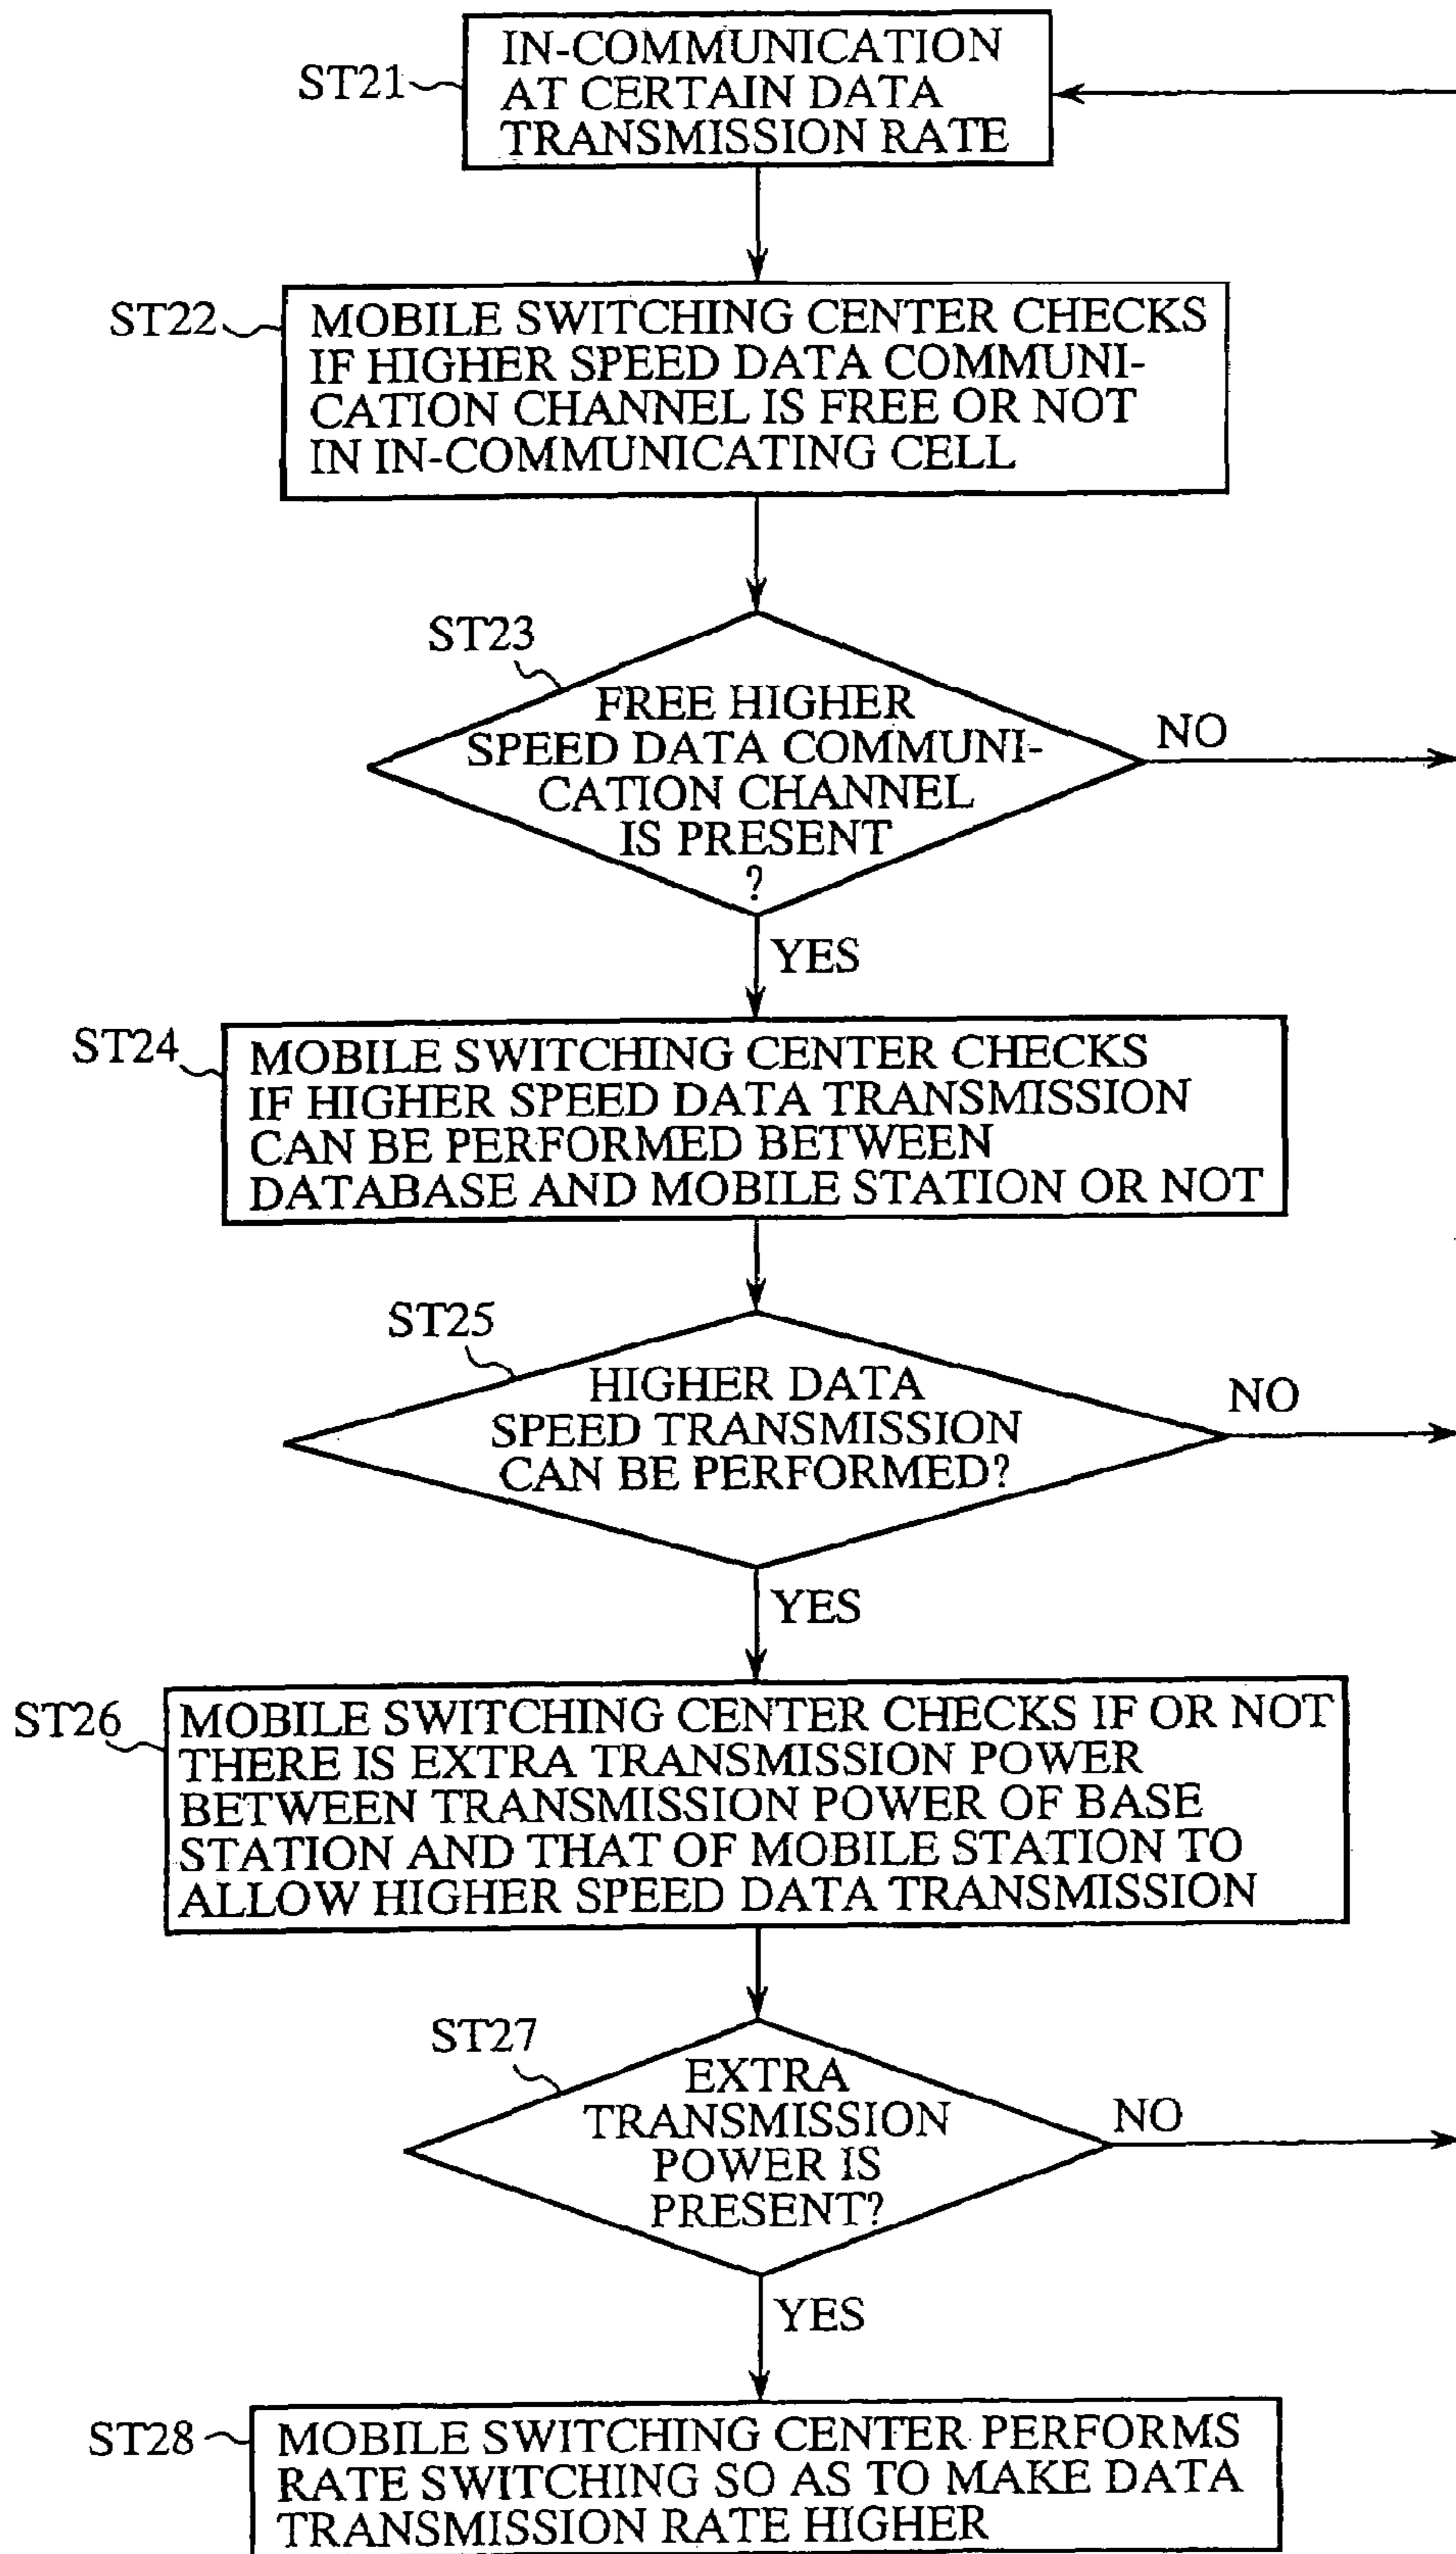 ST21
IN-COMMUNICATION
AT CERTAIN DATA
TRANSMISSION RATE
ST22
MOBILE SWITCHING CENTER CHECKS
IF HIGHER SPEED DATA COMMUNI-
CATION CHANNEL IS FREE OR NOT
IN IN-COMMUNICATING CELL
ST23
FREE HIGHER
SPEED DATA COMMUNI-
CATION CHANNEL
IS PRESENT
?
NO
YES
ST24
MOBILE SWITCHING CENTER CHECKS
IF HIGHER SPEED DATA TRANSMISSION
CAN BE PERFORMED BETWEEN
DATABASE AND MOBILE STATION OR NOT
ST25
HIGHER DATA
SPEED TRANSMISSION
CAN BE PERFORMED?
NO
YES
ST26
MOBILE SWITCHING CENTER CHECKS IF OR NOT
THERE IS EXTRA TRANSMISSION POWER
BETWEEN TRANSMISSION POWER OF BASE
STATION AND THAT OF MOBILE STATION TO
ALLOW HIGHER SPEED DATA TRANSMISSION
ST27
EXTRA
TRANSMISSION
POWER IS
PRESENT?
NO
YES
ST28
MOBILE SWITCHING CENTER PERFORMS
RATE SWITCHING SO AS TO MAKE DATA
TRANSMISSION RATE HIGHER